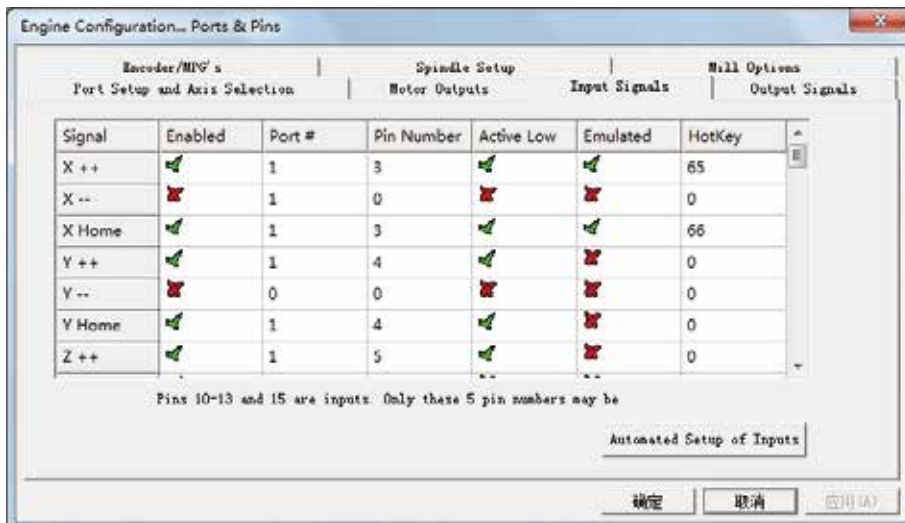 Engine Configuration... Ports & Pins
Encoder/MPG's Spindle Setup Mill Options
Port Setup and Axis Selection Motor Outputs Input Signals Output Signals
Signal Enabled Port # Pin Number Active Low Emulated HotKey
X ++ 1 3 65
X -- 1 0 0
X Home 1 3 66
Y ++ 1 4 0
Y -- 0 0 0
Y Home 1 4 0
Z ++ 1 5 0
Pins 10-13 and 15 are inputs. Only these 5 pin numbers may be
Automated Setup of Inputs
确定 取消 应用(A)